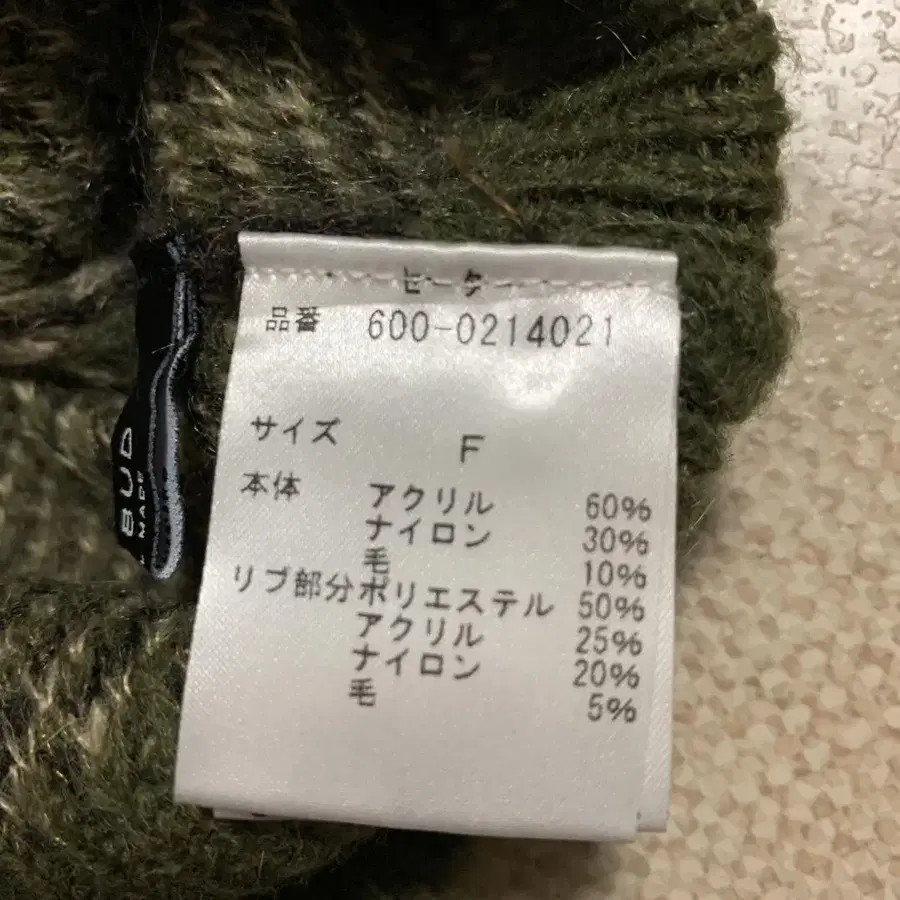 ピーター
品番 600-0214021
サイズ F
本体 アクリル 60%
ナイロン 30%
毛 10%
リブ部分 ポリエステル 50%
アクリル 25%
ナイロン 20%
毛 5%
BUD
MADE